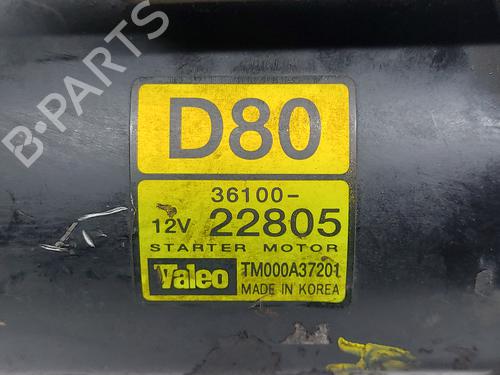 B-PARTS
D80
36100-
12V 22805
STARTER MOTOR
Valeo TM000A37201
MADE IN KOREA